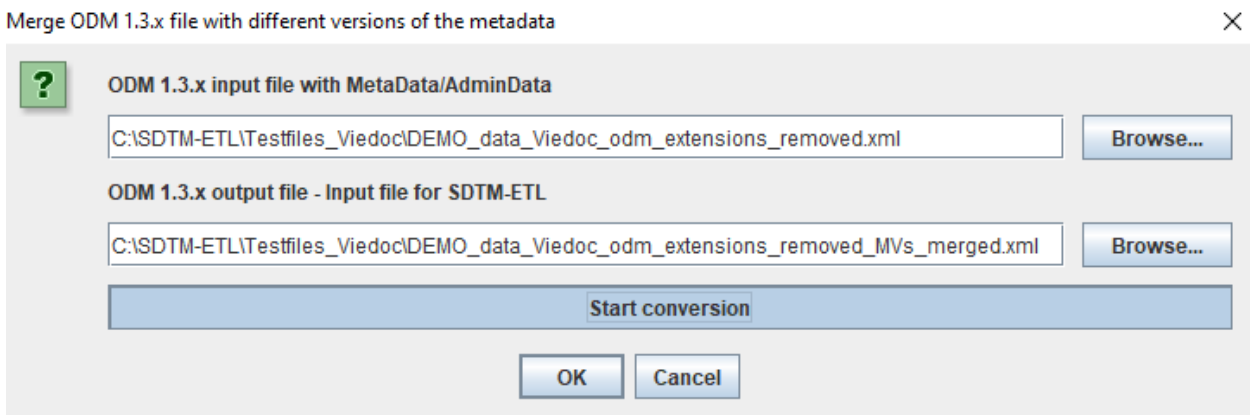 Merge ODM 1.3.x file with different versions of the metadata
ODM 1.3.x input file with MetaData/AdminData
C:\SDTM-ETL\Testfiles_Viedoc\DEMO_data_Viedoc_odm_extensions_removed.xml
Browse...
ODM 1.3.x output file - Input file for SDTM-ETL
C:\SDTM-ETL\Testfiles_Viedoc\DEMO_data_Viedoc_odm_extensions_removed_MVs_merged.xml
Browse...
Start conversion
OK
Cancel